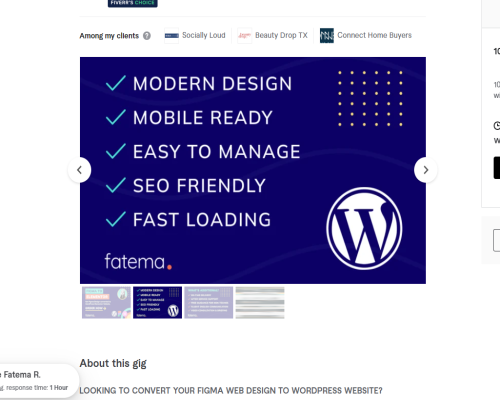 FIVERR'S CHOICE
Among my clients
Socially Loud
Beauty Drop TX
Connect Home Buyers
MODERN DESIGN
MOBILE READY
EASY TO MANAGE
SEO FRIENDLY
FAST LOADING
fatema.
About this gig
Fatema R.
response time: 1 Hour
LOOKING TO CONVERT YOUR FIGMA WEB DESIGN TO WORDPRESS WEBSITE?